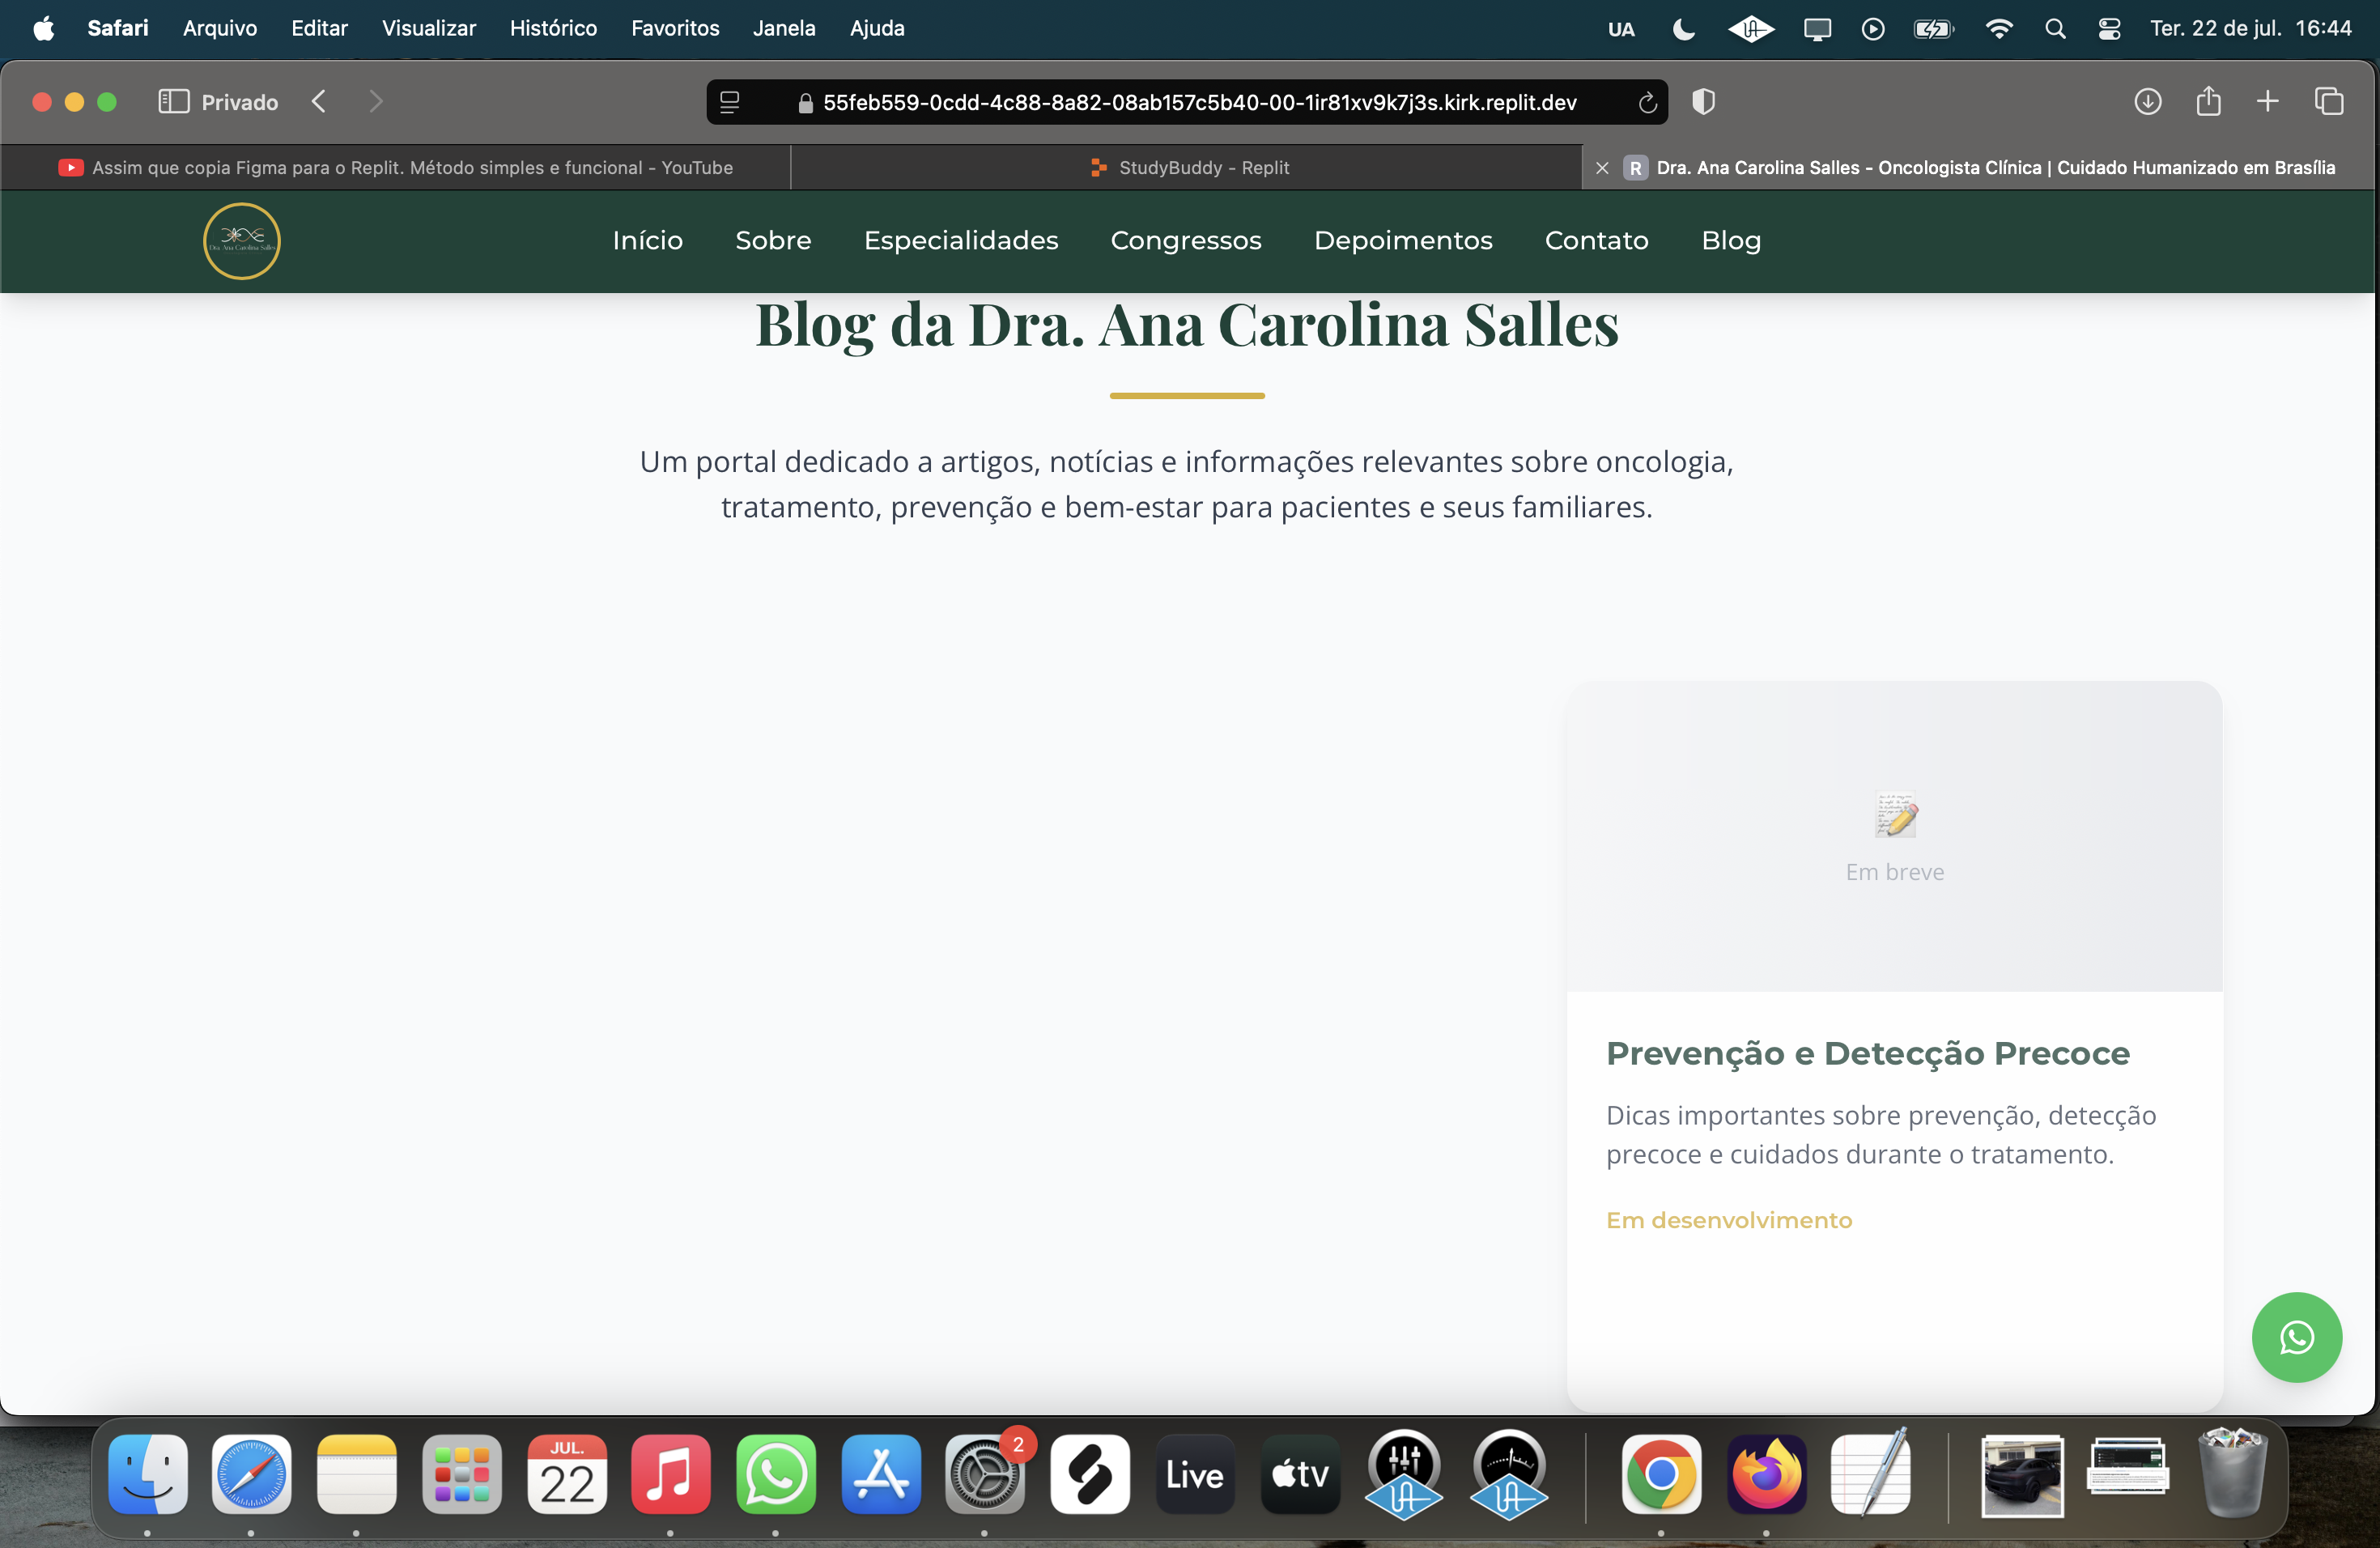 Safari Arquivo Editar Visualizar Histórico Favoritos Janela Ajuda UA Ter. 22 de jul. 16:44
Privado 55feb559-0cdd-4c88-8a82-08ab157c5b40-00-1ir81xv9k7j3s.kirk.replit.dev
Assim que copia Figma para o Replit. Método simples e funcional - YouTube StudyBuddy - Replit R Dra. Ana Carolina Salles - Oncologista Clínica | Cuidado Humanizado em Brasília
Dra. Ana Carolina Salles Início Sobre Especialidades Congressos Depoimentos Contato Blog
Blog da Dra. Ana Carolina Salles
Um portal dedicado a artigos, notícias e informações relevantes sobre oncologia,
tratamento, prevenção e bem-estar para pacientes e seus familiares.
Em breve
Prevenção e Detecção Precoce
Dicas importantes sobre prevenção, detecção
precoce e cuidados durante o tratamento.
Em desenvolvimento
JUL.
22
2
Live
tv